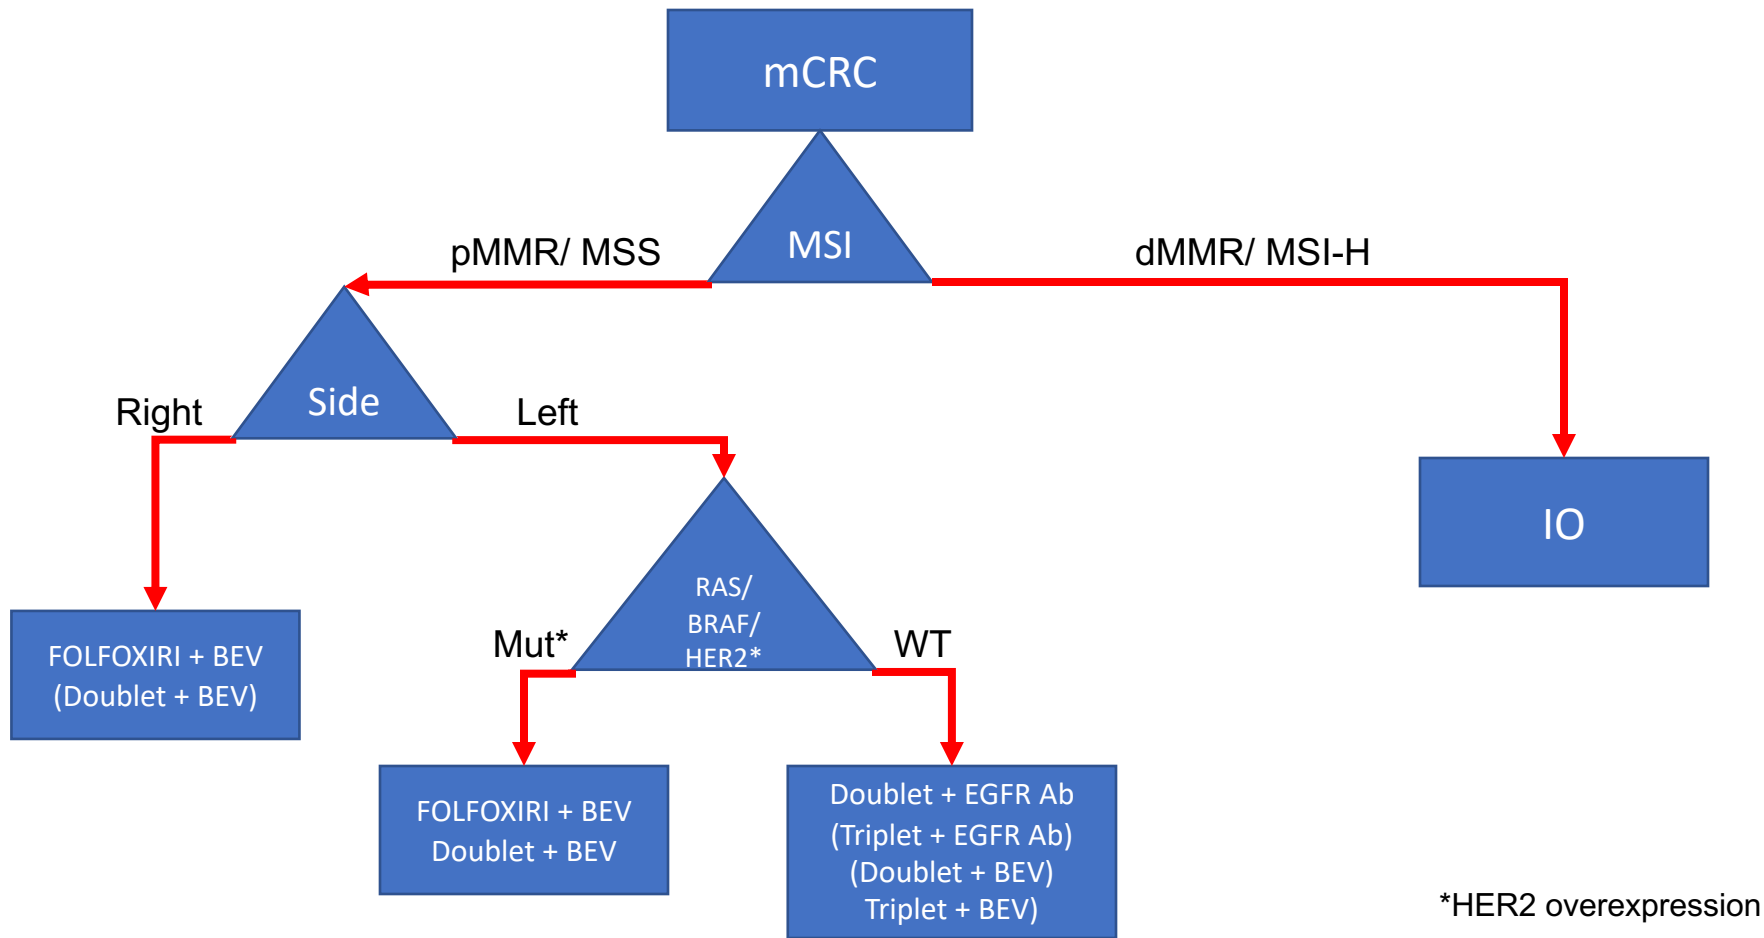 mCRC
MSI
pMMR/ MSS
dMMR/ MSI-H
Side
Right
Left
IO
RAS/
BRAF/
HER2*
Mut*
WT
FOLFOXIRI + BEV
(Doublet + BEV)
FOLFOXIRI + BEV
Doublet + BEV
Doublet + EGFR Ab
(Triplet + EGFR Ab)
(Doublet + BEV)
Triplet + BEV)
*HER2 overexpression